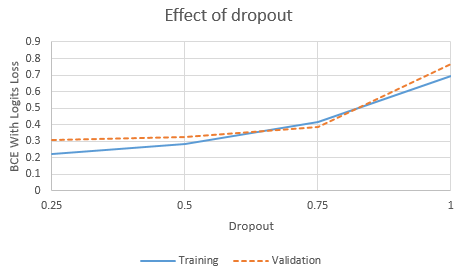 Effect of dropout
BCE With Logits Loss
0.9
0.8
0.7
0.6
0.5
0.4
0.3
0.2
0.1
0
0.25 0.5 0.75 1
Dropout
Training Validation